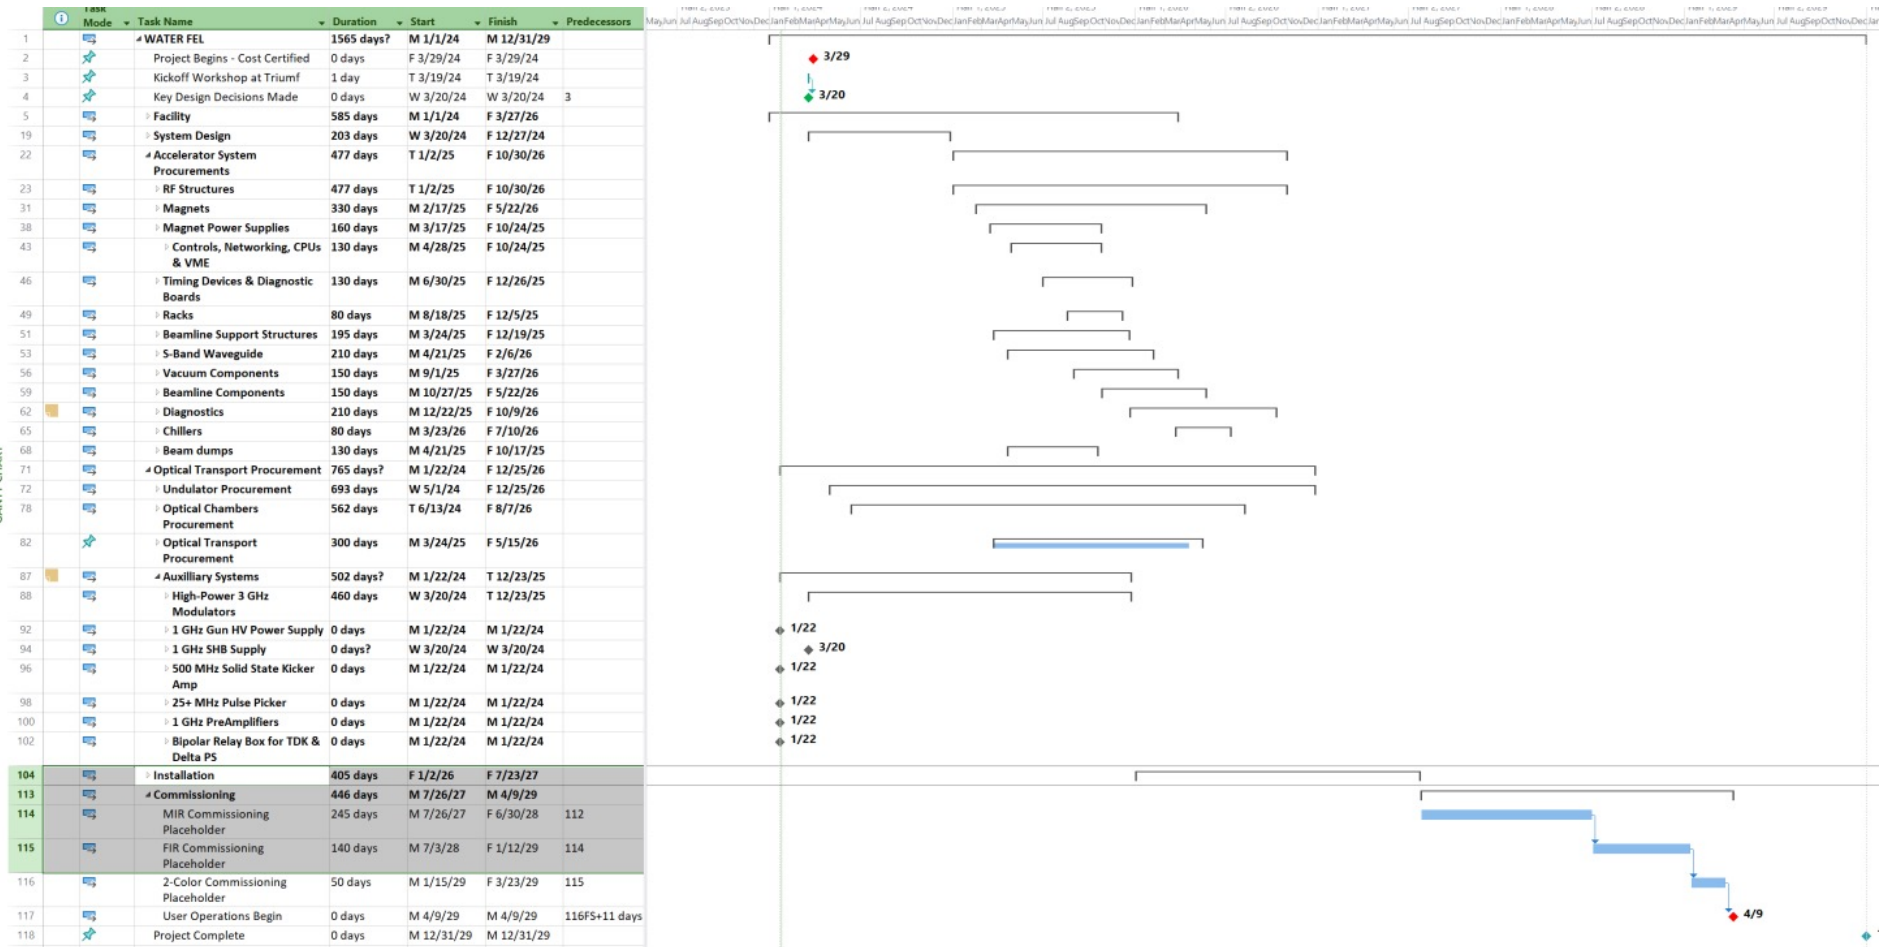 Task
Mode Task Name Duration Start Finish Predecessors
1 WATER FEL 1565 days? M 1/1/24 M 12/31/29
2 Project Begins - Cost Certified 0 days F 3/29/24 F 3/29/24 3/29
3 Kickoff Workshop at Triumf 1 day T 3/19/24 T 3/19/24
4 Key Design Decisions Made 0 days W 3/20/24 W 3/20/24 3 3/20
5 Facility 585 days M 1/1/24 F 3/27/26
19 System Design 203 days W 3/20/24 F 12/27/24
22 Accelerator System 477 days T 1/2/25 F 10/30/26
Procurements
23 RF Structures 477 days T 1/2/25 F 10/30/26
31 Magnets 330 days M 2/17/25 F 5/22/26
38 Magnet Power Supplies 160 days M 3/17/25 F 10/24/25
43 Controls, Networking, CPUs 130 days M 4/28/25 F 10/24/25
& VME
46 Timing Devices & Diagnostic 130 days M 6/30/25 F 12/26/25
Boards
49 Racks 80 days M 8/18/25 F 12/5/25
51 Beamline Support Structures 195 days M 3/24/25 F 12/19/25
53 S-Band Waveguide 210 days M 4/21/25 F 2/6/26
56 Vacuum Components 150 days M 9/1/25 F 3/27/26
59 Beamline Components 150 days M 10/27/25 F 5/22/26
62 Diagnostics 210 days M 12/22/25 F 10/9/26
65 Chillers 80 days M 3/23/26 F 7/10/26
68 Beam dumps 130 days M 4/21/25 F 10/17/25
71 Optical Transport Procurement 765 days? M 1/22/24 F 12/25/26
72 Undulator Procurement 693 days W 5/1/24 F 12/25/26
78 Optical Chambers 562 days T 6/13/24 F 8/7/26
Procurement
82 Optical Transport 300 days M 3/24/25 F 5/15/26
Procurement
87 Auxilliary Systems 502 days? M 1/22/24 T 12/23/25
88 High-Power 3 GHz 460 days W 3/20/24 T 12/23/25
Modulators
92 1 GHz Gun HV Power Supply 0 days M 1/22/24 M 1/22/24 1/22
94 1 GHz SHB Supply 0 days? W 3/20/24 W 3/20/24 3/20
96 500 MHz Solid State Kicker 0 days M 1/22/24 M 1/22/24 1/22
Amp
98 25+ MHz Pulse Picker 0 days M 1/22/24 M 1/22/24 1/22
100 1 GHz PreAmplifiers 0 days M 1/22/24 M 1/22/24 1/22
102 Bipolar Relay Box for TDK & 0 days M 1/22/24 M 1/22/24 1/22
Delta PS
104 Installation 405 days F 1/2/26 F 7/23/27
113 Commissioning 446 days M 7/26/27 M 4/9/29
114 MIR Commissioning 245 days M 7/26/27 F 6/30/28 112
Placeholder
115 FIR Commissioning 140 days M 7/3/28 F 1/12/29 114
Placeholder
116 2-Color Commissioning 50 days M 1/15/29 F 3/23/29 115
Placeholder
117 User Operations Begin 0 days M 4/9/29 M 4/9/29 116FS+11 days 4/9
118 Project Complete 0 days M 12/31/29 M 12/31/29